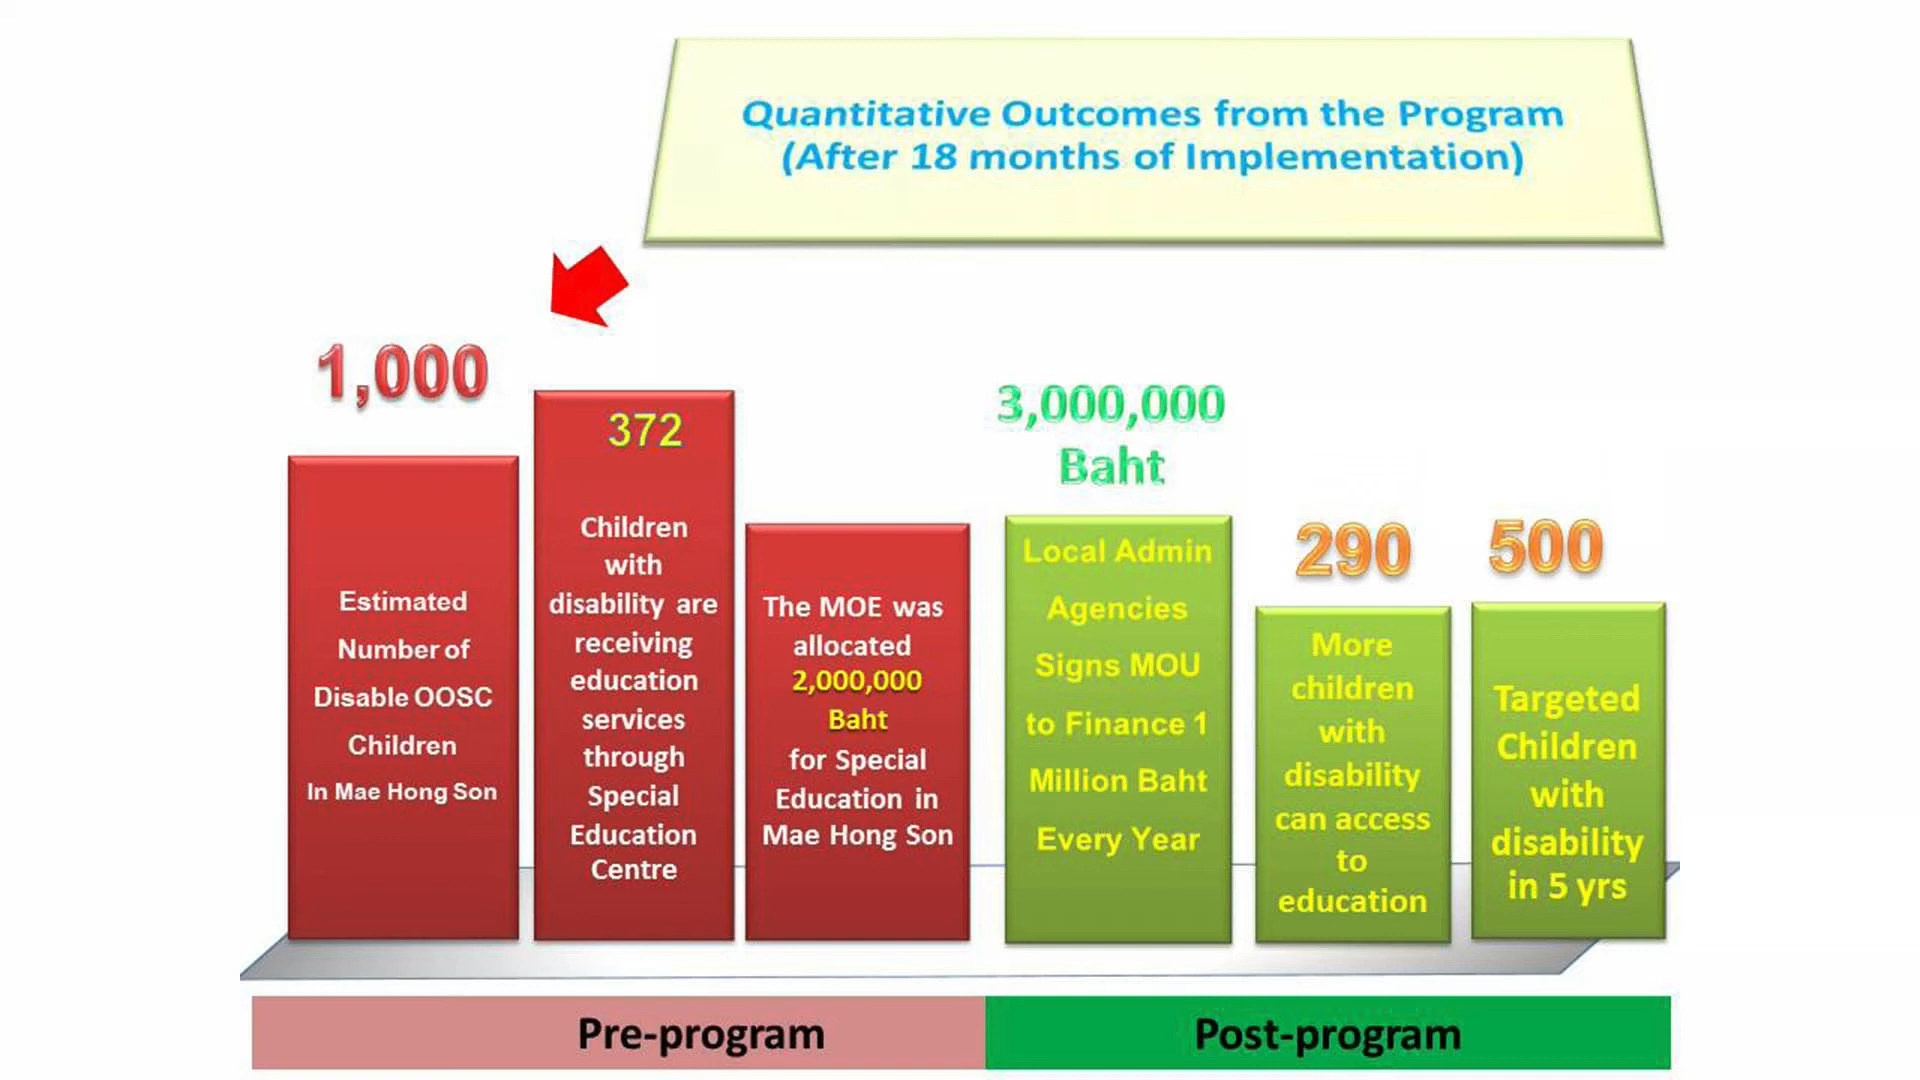 Quantitative Outcomes from the Program
(After 18 months of Implementation)
1,000
Estimated
Number of
Disable OOSC
Children
In Mae Hong Son
372
Children
with
disability are
receiving
education
services
through
Special
Education
Centre
The MOE was
allocated
2,000,000
Baht
for Special
Education in
Mae Hong Son
3,000,000
Baht
Local Admin
Agencies
Signs MOU
to Finance 1
Million Baht
Every Year
290
More
children
with
disability
can access
to
education
500
Targeted
Children
with
disability
in 5 yrs
Pre-program
Post-program